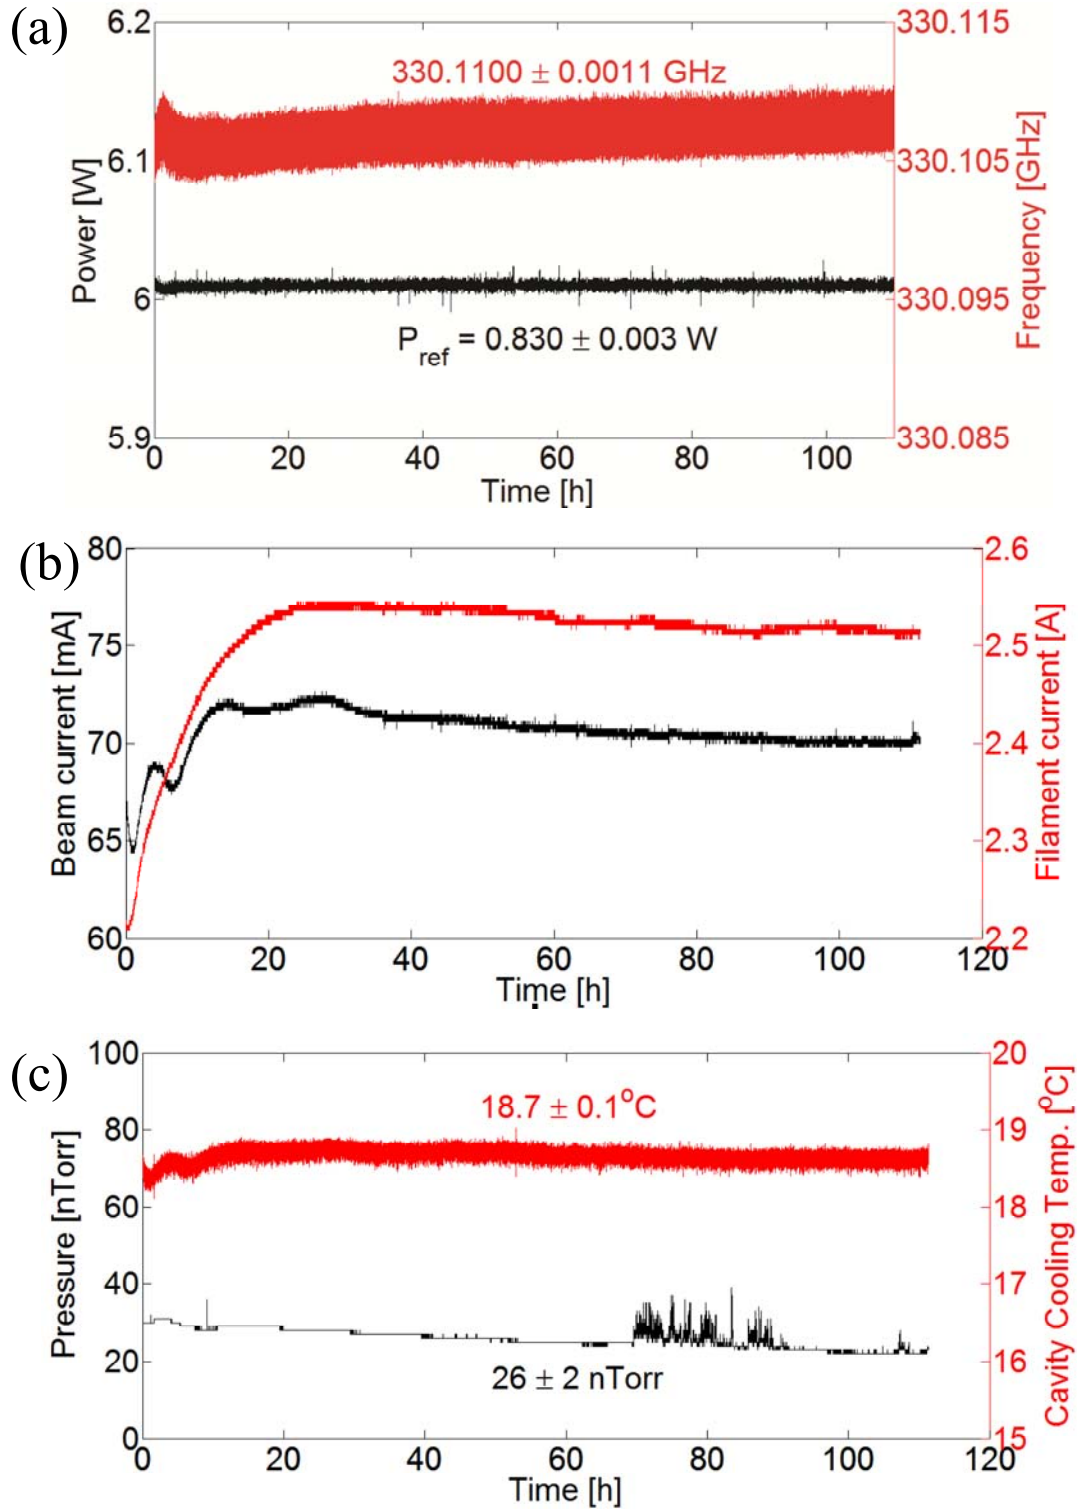 (a)
6.2
6.1
6
5.9
Power [W]
330.1100 ± 0.0011 GHz
P_ref = 0.830 ± 0.003 W
330.115
330.105
330.095
330.085
Frequency [GHz]
0 20 40 60 80 100
Time [h]
(b)
80
75
70
65
60
Beam current [mA]
2.6
2.5
2.4
2.3
2.2
Filament current [A]
0 20 40 60 80 100 120
Time [h]
(c)
100
80
60
40
20
0
Pressure [nTorr]
18.7 ± 0.1°C
26 ± 2 nTorr
20
19
18
17
16
15
Cavity Cooling Temp. [°C]
0 20 40 60 80 100 120
Time [h]